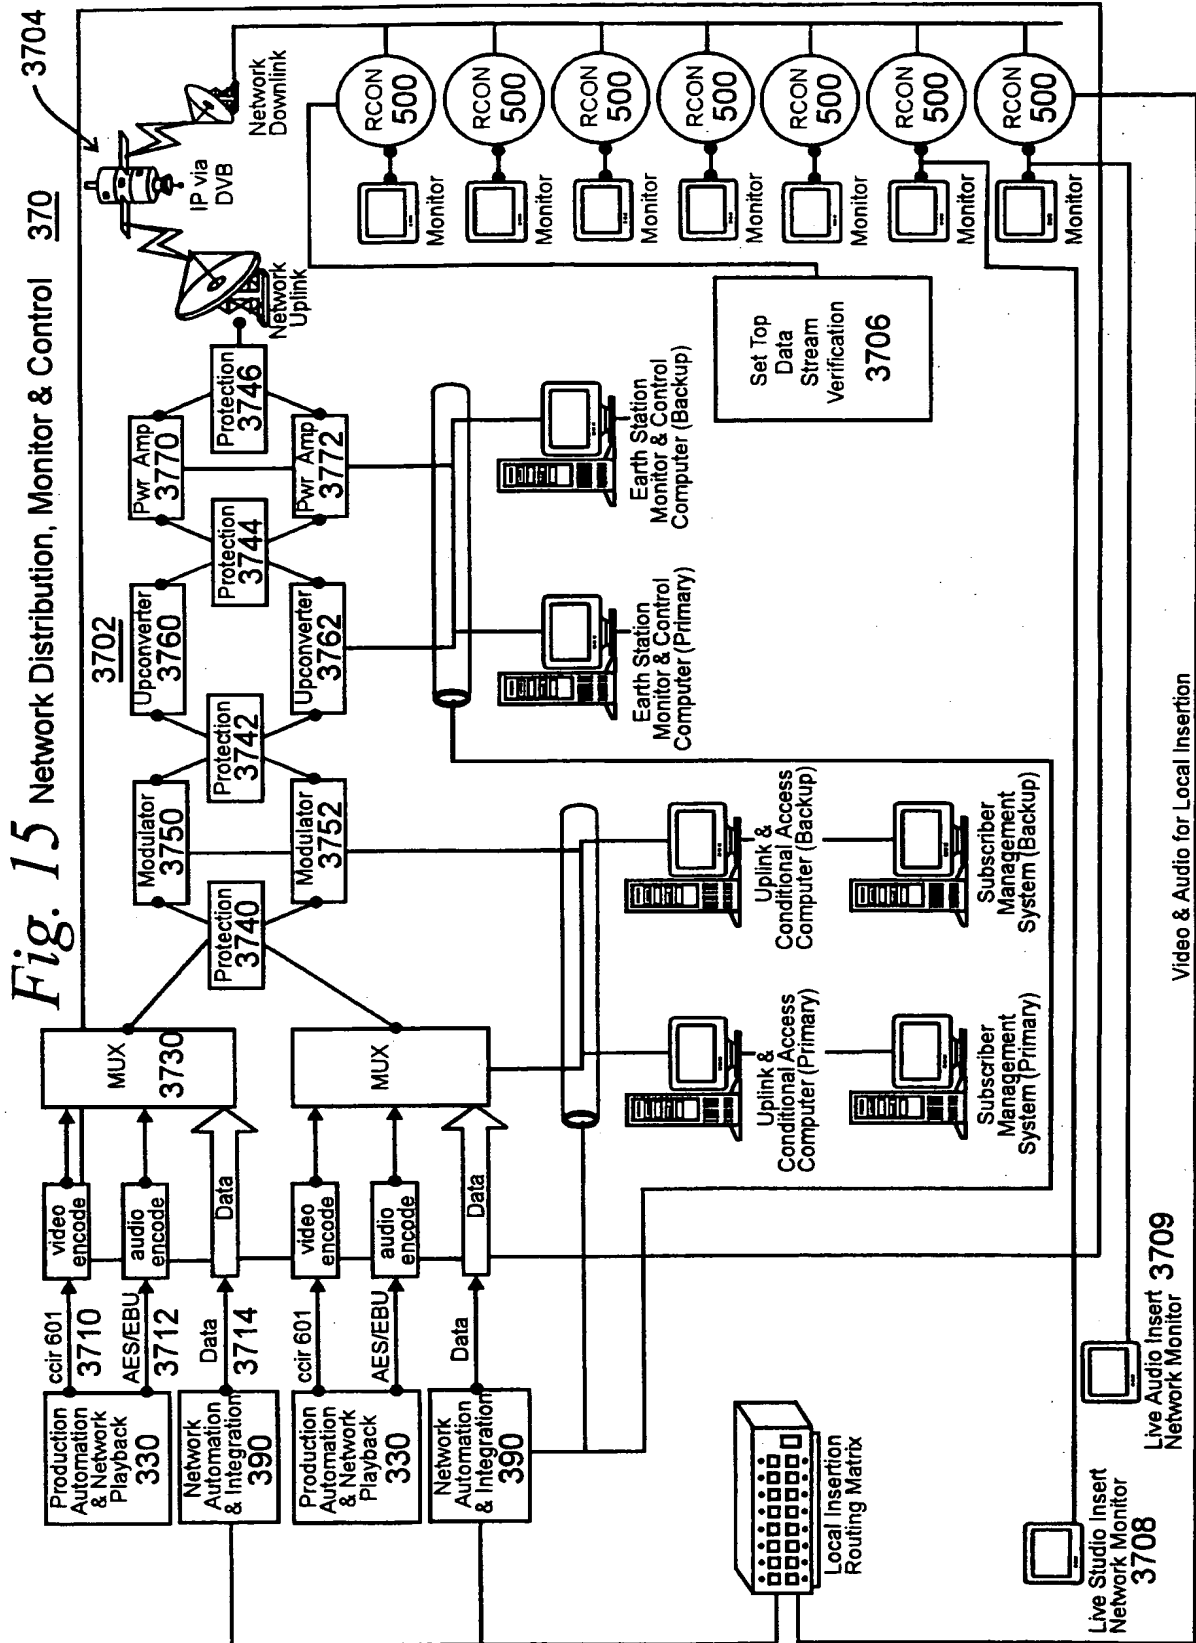 Fig. 15 Network Distribution, Monitor & Control 370
3704
3702
Production
Automation
& Network
Playback
330
ccir 601
3710
AES/EBU
3712
video
encode
audio
encode
Network
Automation
& Integration
390
Data
3714
Data
MUX
3730
Production
Automation
& Network
Playback
330
ccir 601
AES/EBU
video
encode
audio
encode
Network
Automation
& Integration
390
Data
Data
MUX
Protection
3740
Modulator
3750
Modulator
3752
Protection
3742
Upconverter
3760
Upconverter
3762
Protection
3744
Pwr Amp
3770
Pwr Amp
3772
Protection
3746
Network
Uplink
IP via
DVB
Network
Downlink
RCON
500
RCON
500
RCON
500
RCON
500
RCON
500
RCON
500
RCON
500
Monitor
Monitor
Monitor
Monitor
Monitor
Monitor
Monitor
Uplink &
Conditional Access
Computer (Primary)
Uplink &
Conditional Access
Computer (Backup)
Earth Station
Monitor & Control
Computer (Primary)
Earth Station
Monitor & Control
Computer (Backup)
Set Top
Data
Stream
Verification
3706
Subscriber
Management
System (Primary)
Subscriber
Management
System (Backup)
Local Insertion
Routing Matrix
Live Studio Insert
Network Monitor
3708
Live Audio Insert
Network Monitor 3709
Video & Audio for Local Insertion